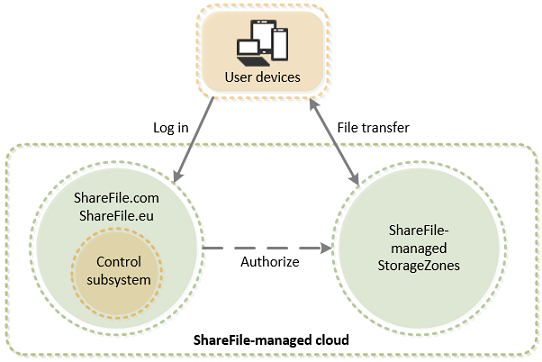 User devices
Log in
File transfer
ShareFile.com
ShareFile.eu
Control
subsystem
Authorize
ShareFile-
managed
StorageZones
ShareFile-managed cloud